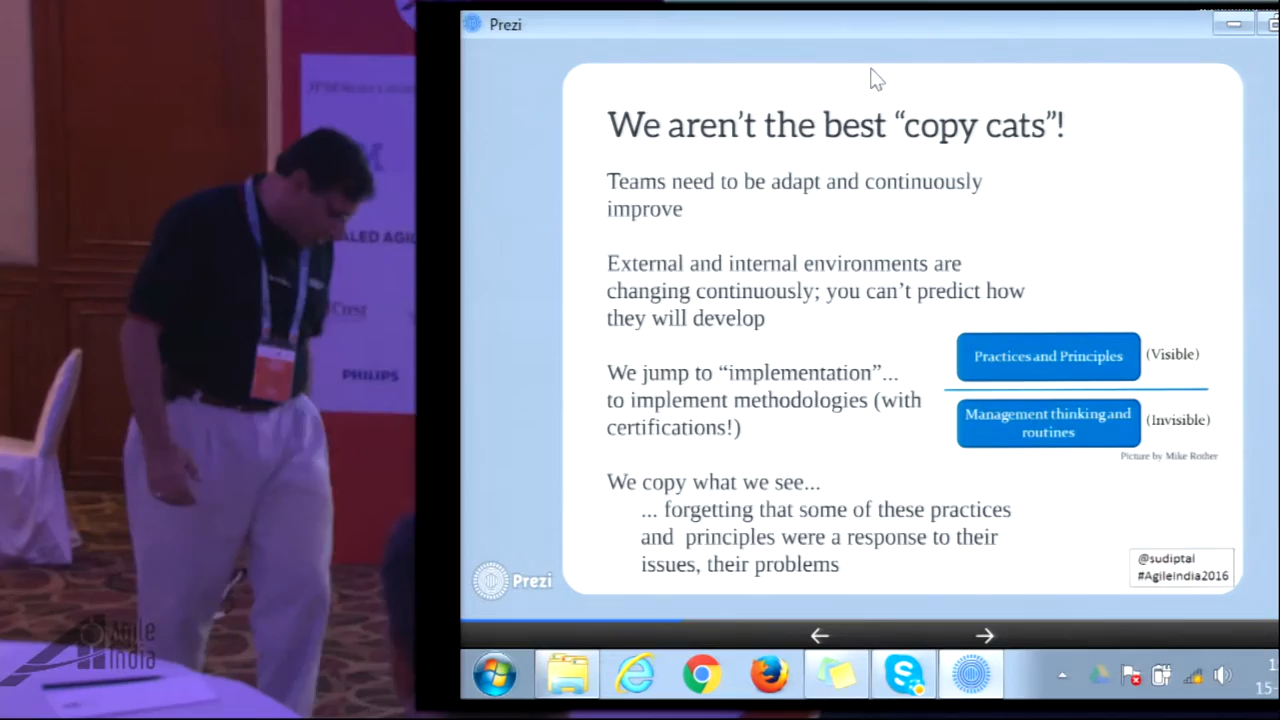 Prezi
We aren't the best "copy cats"!
Teams need to be adapt and continuously
improve
External and internal environments are
changing continuously; you can't predict how
they will develop
Practices and Principles
(Visible)
We jump to "implementation"...
to implement methodologies (with
certifications!)
Management thinking and
routines
(Invisible)
Picture by Mike Rother
We copy what we see...
... forgetting that some of these practices
and principles were a response to their
issues, their problems
@sudiptal
#AgileIndia2016
Prezi
ALED AGIL
Crest
PHILIPS
Agile
India